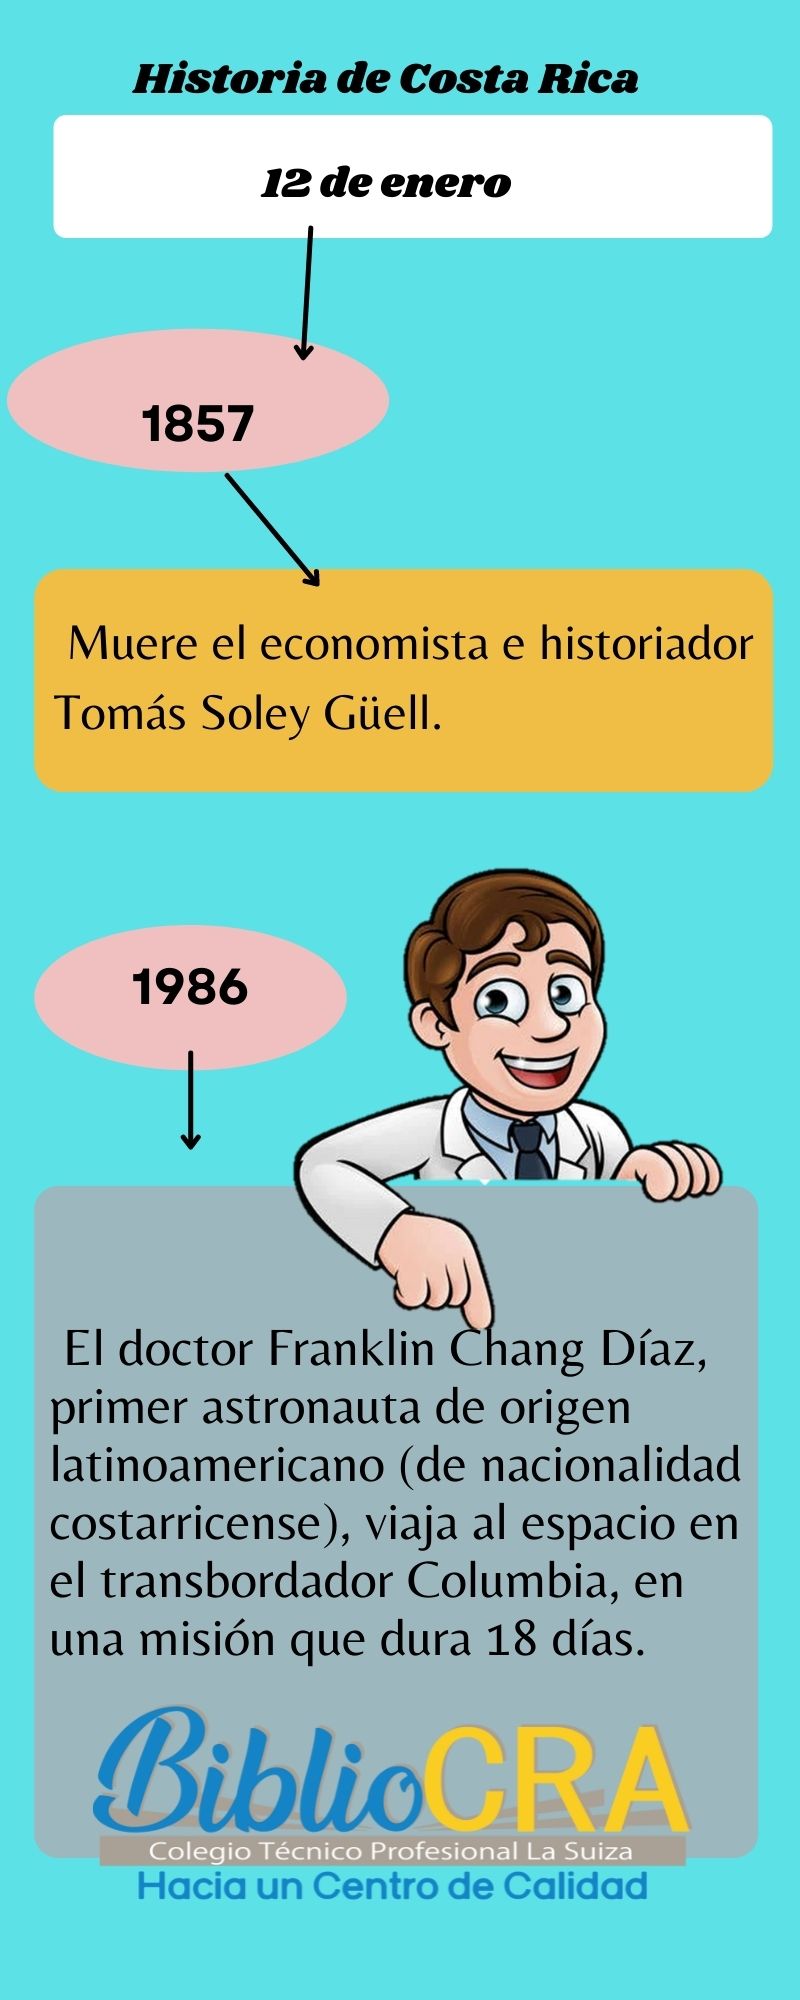 Historia de Costa Rica
12 de enero
1857
Muere el economista e historiador
Tomás Soley Güell.
1986
El doctor Franklin Chang Díaz,
primer astronauta de origen
latinoamericano (de nacionalidad
costarricense), viaja al espacio en
el transbordador Columbia, en
una misión que dura 18 días.
BiblioCRA
Colegio Técnico Profesional La Suiza
Hacia un Centro de Calidad